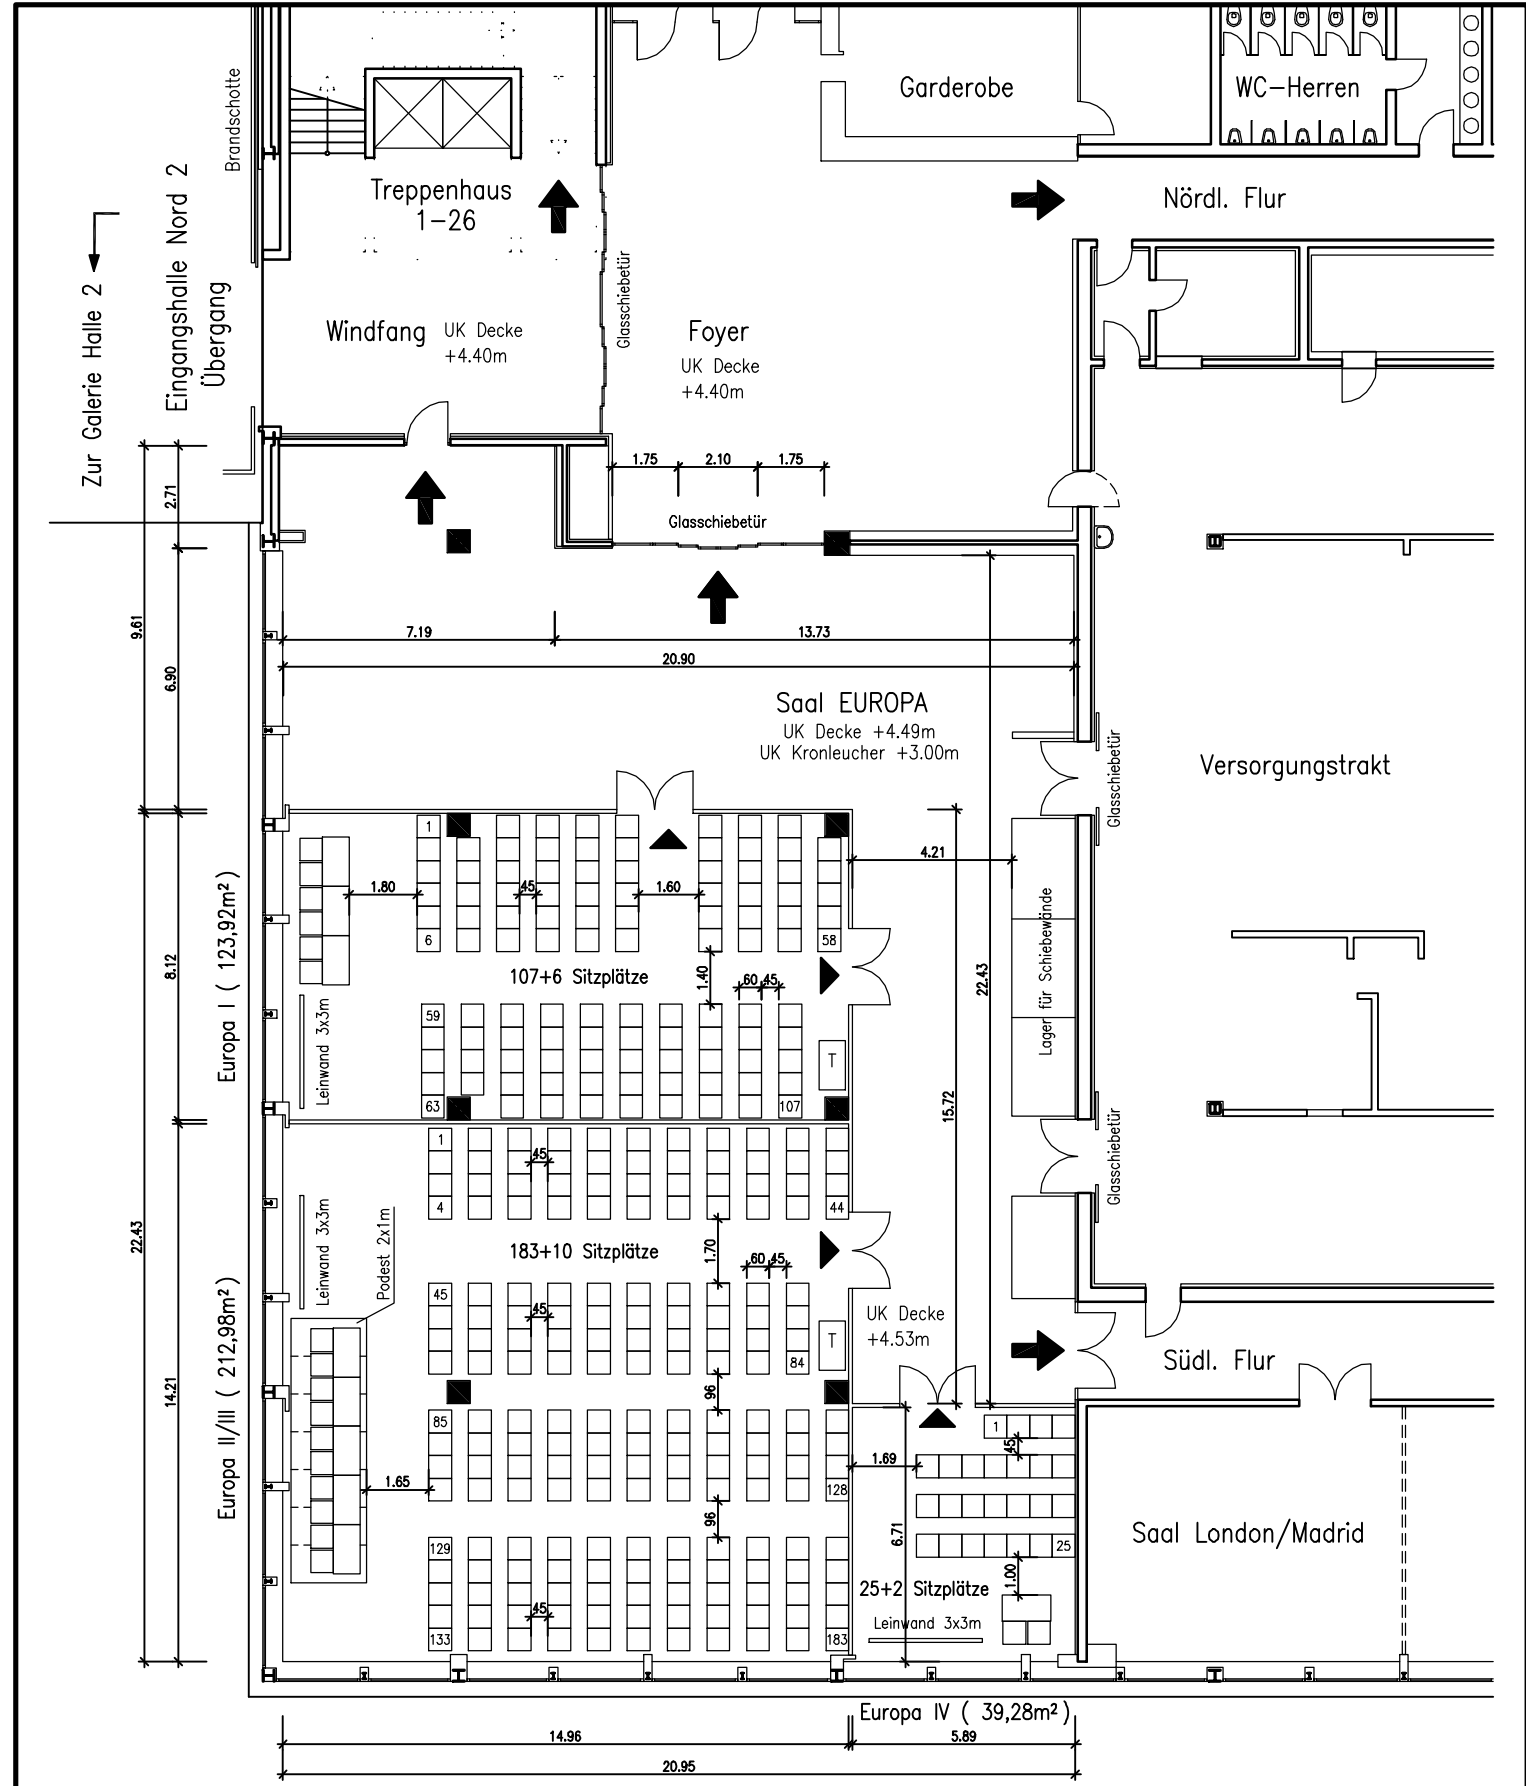 Garderobe
WC-Herren
Brandschotte
Treppenhaus
1-26
Nördl. Flur
Zur Galerie Halle 2
Eingangshalle Nord 2
Übergang
Glasschiebetür
Windfang
UK Decke
+4.40m
Foyer
UK Decke
+4.40m
1.75
2.10
1.75
Glasschiebetür
2.71
9.61
6.90
7.19
13.73
20.90
Saal EUROPA
UK Decke +4.49m
UK Kronleucher +3.00m
Glasschiebetür
Versorgungstrakt
1
4.21
1.80
45
1.60
6
58
Europa I ( 123,92m²)
8.12
107+6 Sitzplätze
1.40
60
45
22.43
Lager für Schiebewände
Leinwand 3x3m
59
T
63
107
15.72
Glasschiebetür
1
45
4
44
22.43
Leinwand 3x3m
Podest 2x1m
183+10 Sitzplätze
1.70
60
45
45
45
UK Decke
+4.53m
T
84
Südl. Flur
Europa II/III ( 212,98m²)
14.21
96
85
1
45
1.65
128
1.69
96
6.71
129
25
Saal London/Madrid
1.00
25+2 Sitzplätze
45
Leinwand 3x3m
133
183
Europa IV ( 39,28m²)
14.96
5.89
20.95